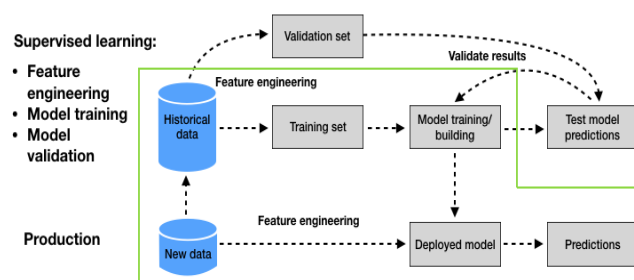 Supervised learning:
• Feature
engineering
• Model training
• Model
validation
Validation set
Validate results
Feature engineering
Historical
data
Training set
Model training/
building
Test model
predictions
Production
Feature engineering
New data
Deployed model
Predictions